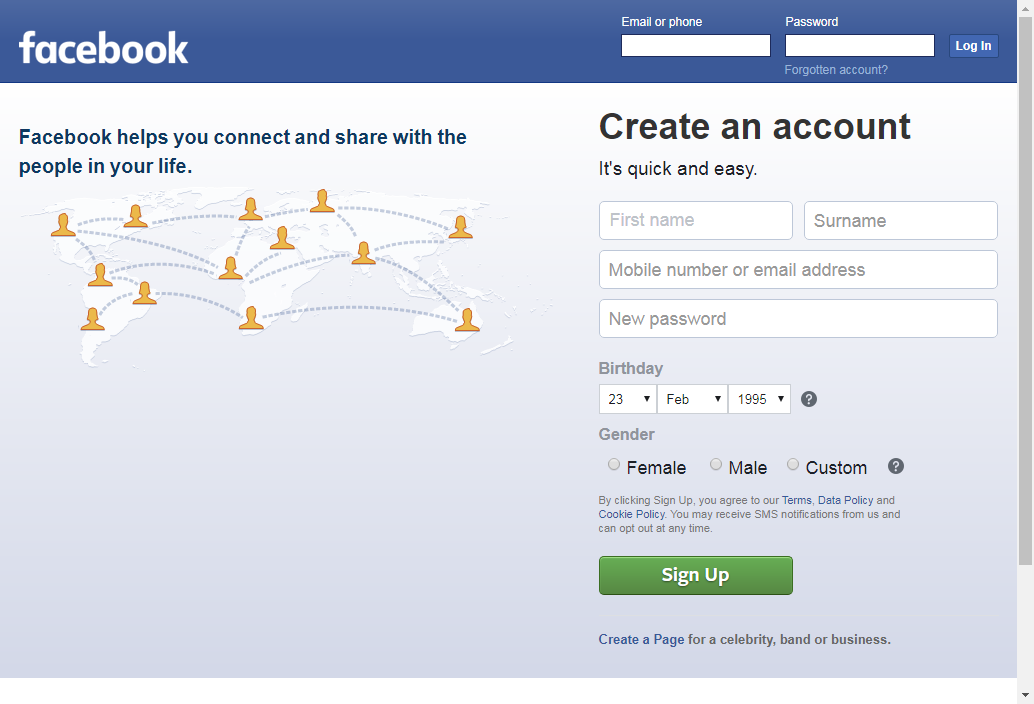 facebook
Email or phone
Password
Log In
Forgotten account?
Facebook helps you connect and share with the
people in your life.
Create an account
It's quick and easy.
First name
Surname
Mobile number or email address
New password
Birthday
23
Feb
1995
?
Gender
Female
Male
Custom
?
By clicking Sign Up, you agree to our Terms, Data Policy and
Cookie Policy. You may receive SMS notifications from us and
can opt out at any time.
Sign Up
Create a Page for a celebrity, band or business.